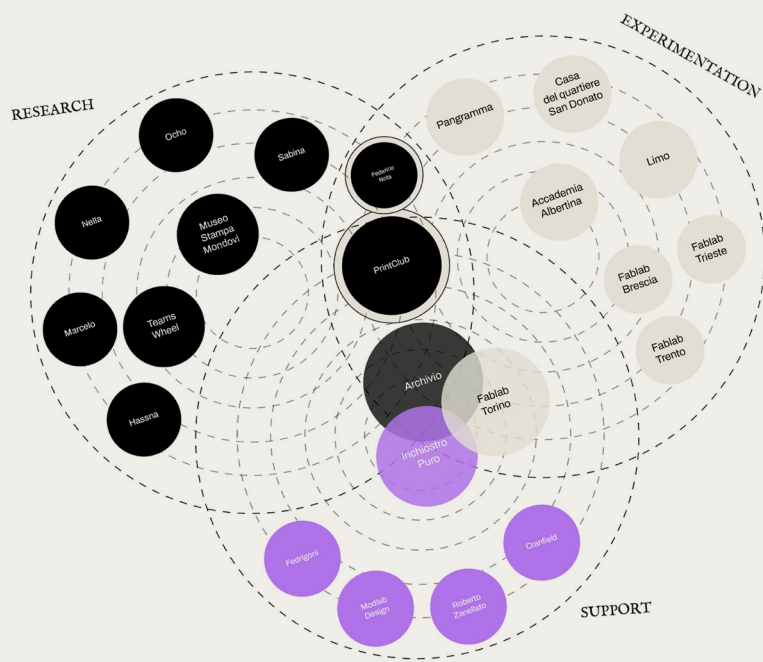 EXPERIMENTATION
RESEARCH
Ocho
Sabina
Federico
Nota
Pangramma
Casa
del quartiere
San Donato
Limo
Nella
Museo
Stampa
Mondovì
Accademia
Albertina
PrintClub
Fablab
Trieste
Fablab
Brescia
Marcelo
Teams
Wheel
Fablab
Trento
Archivio
Fablab
Torino
Hassna
Inchiostro
Puro
Fedrigoni
Cranfield
Modlab
Design
Roberto
Zanellato
SUPPORT